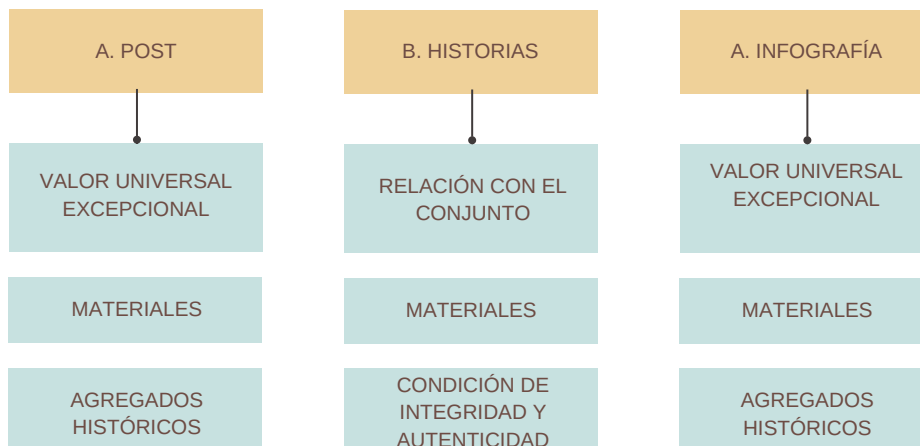 A. POST
VALOR UNIVERSAL
EXCEPCIONAL
MATERIALES
AGREGADOS
HISTÓRICOS
B. HISTORIAS
RELACIÓN CON EL
CONJUNTO
MATERIALES
CONDICIÓN DE
INTEGRIDAD Y
AUTENTICIDAD
A. INFOGRAFÍA
VALOR UNIVERSAL
EXCEPCIONAL
MATERIALES
AGREGADOS
HISTÓRICOS